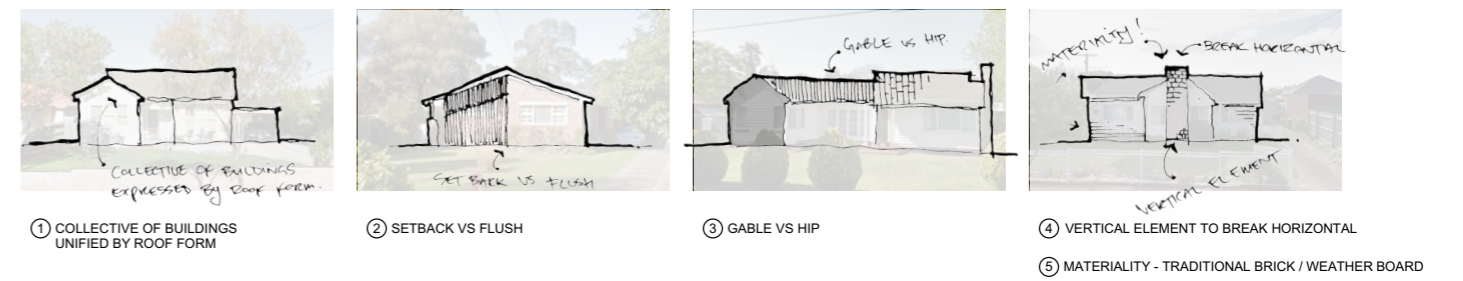 COLLECTIVE OF BUILDINGS
EXPRESSED By ROOF FORM.
SET BACK VS FLUSH
GABLE VS HIP.
MATERIALITY!
BREAK HORIZONTAL
VERTICAL ELEMENT
1 COLLECTIVE OF BUILDINGS
UNIFIED BY ROOF FORM
2 SETBACK VS FLUSH
3 GABLE VS HIP
4 VERTICAL ELEMENT TO BREAK HORIZONTAL
5 MATERIALITY - TRADITIONAL BRICK / WEATHER BOARD